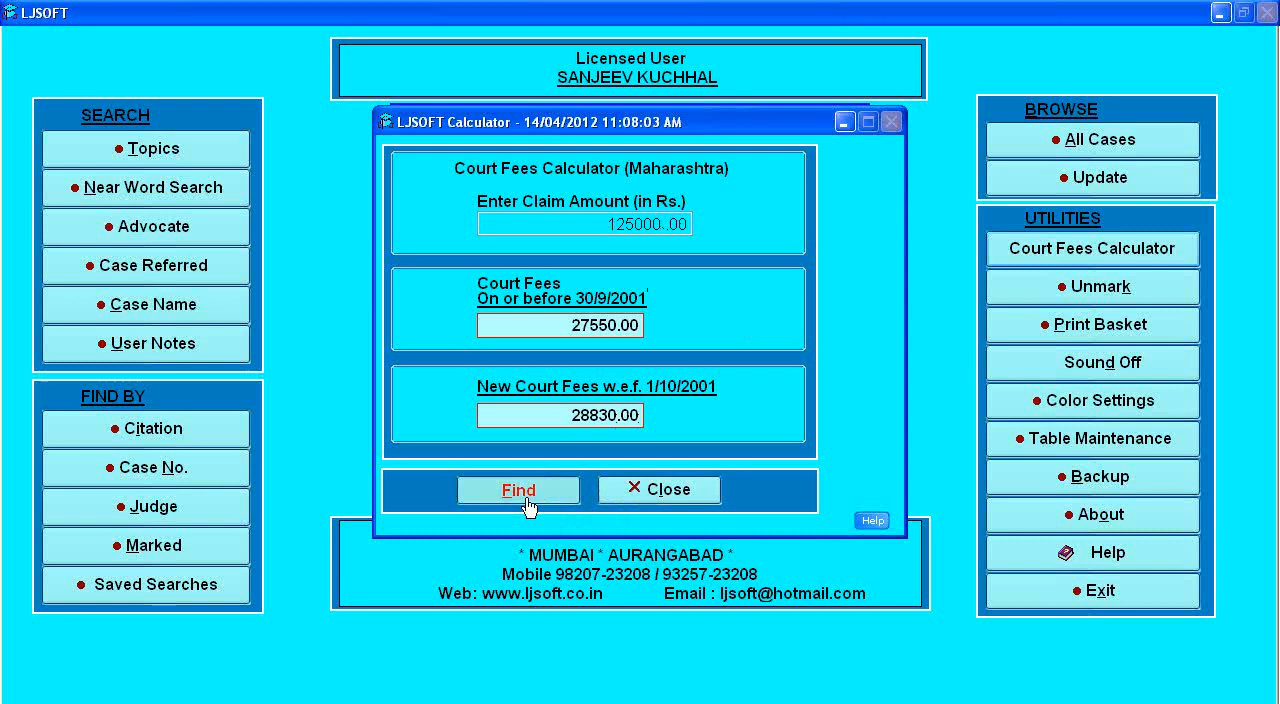 LJSOFT
Licensed User
SANJEEV KUCHHAL
SEARCH
Topics
Near Word Search
Advocate
Case Referred
Case Name
User Notes
FIND BY
Citation
Case No.
Judge
Marked
Saved Searches
LJSOFT Calculator - 14/04/2012 11:08:03 AM
Court Fees Calculator (Maharashtra)
Enter Claim Amount (in Rs.)
125000.00
Court Fees
On or before 30/9/2001
27550.00
New Court Fees w.e.f. 1/10/2001
28830.00
Find
Close
Help
* MUMBAI * AURANGABAD *
Mobile 98207-23208 / 93257-23208
Web: www.ljsoft.co.in Email : ljsoft@hotmail.com
BROWSE
All Cases
Update
UTILITIES
Court Fees Calculator
Unmark
Print Basket
Sound Off
Color Settings
Table Maintenance
Backup
About
Help
Exit